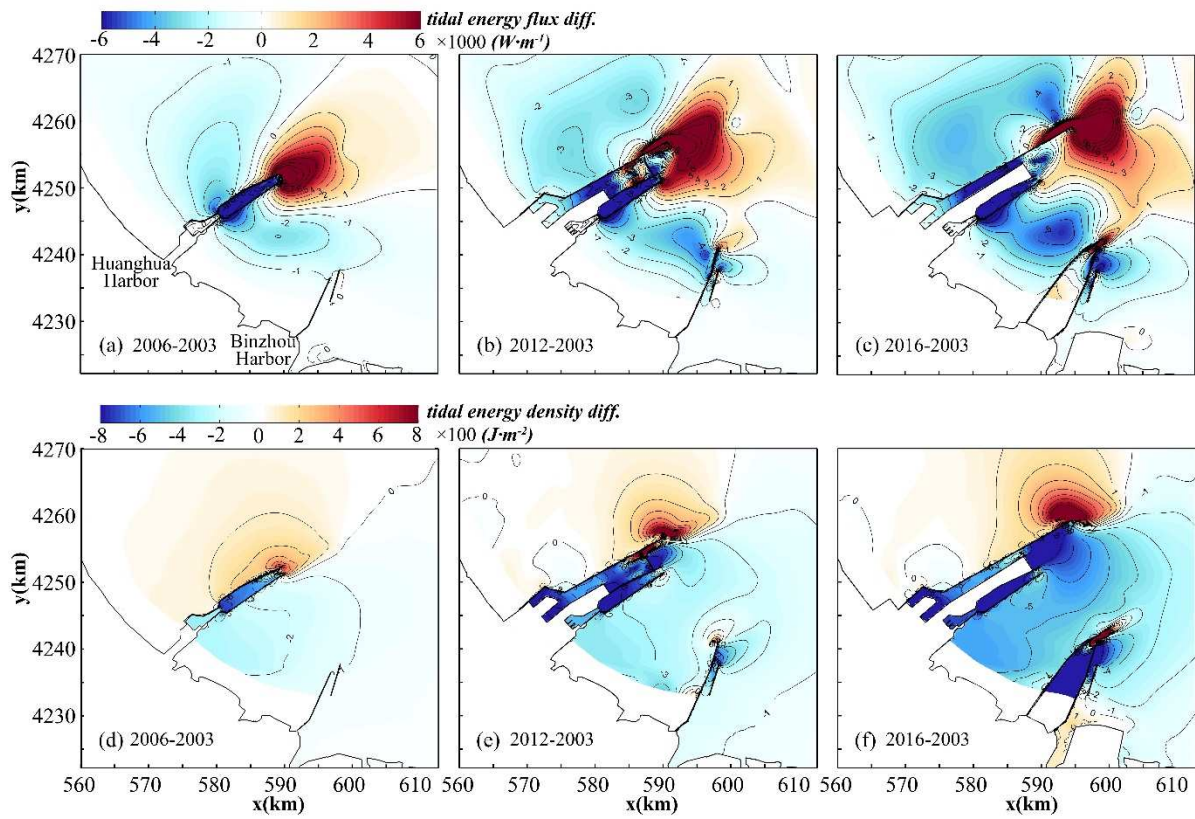 tidal energy flux diff.
-6 -4 -2 0 2 4 6 ×1000 (W·m⁻¹)
4270
4260
4250
4240
4230
y(km)
Huanghua
Harbor
Binzhou
Harbor
(a) 2006-2003
(b) 2012-2003
(c) 2016-2003
tidal energy density diff.
-8 -6 -4 -2 0 2 4 6 8 ×100 (J·m⁻²)
4270
4260
4250
4240
4230
y(km)
(d) 2006-2003
(e) 2012-2003
(f) 2016-2003
560 570 580 590 600 610 560 570 580 590 600 610 560 570 580 590 600 610
x(km) x(km) x(km)